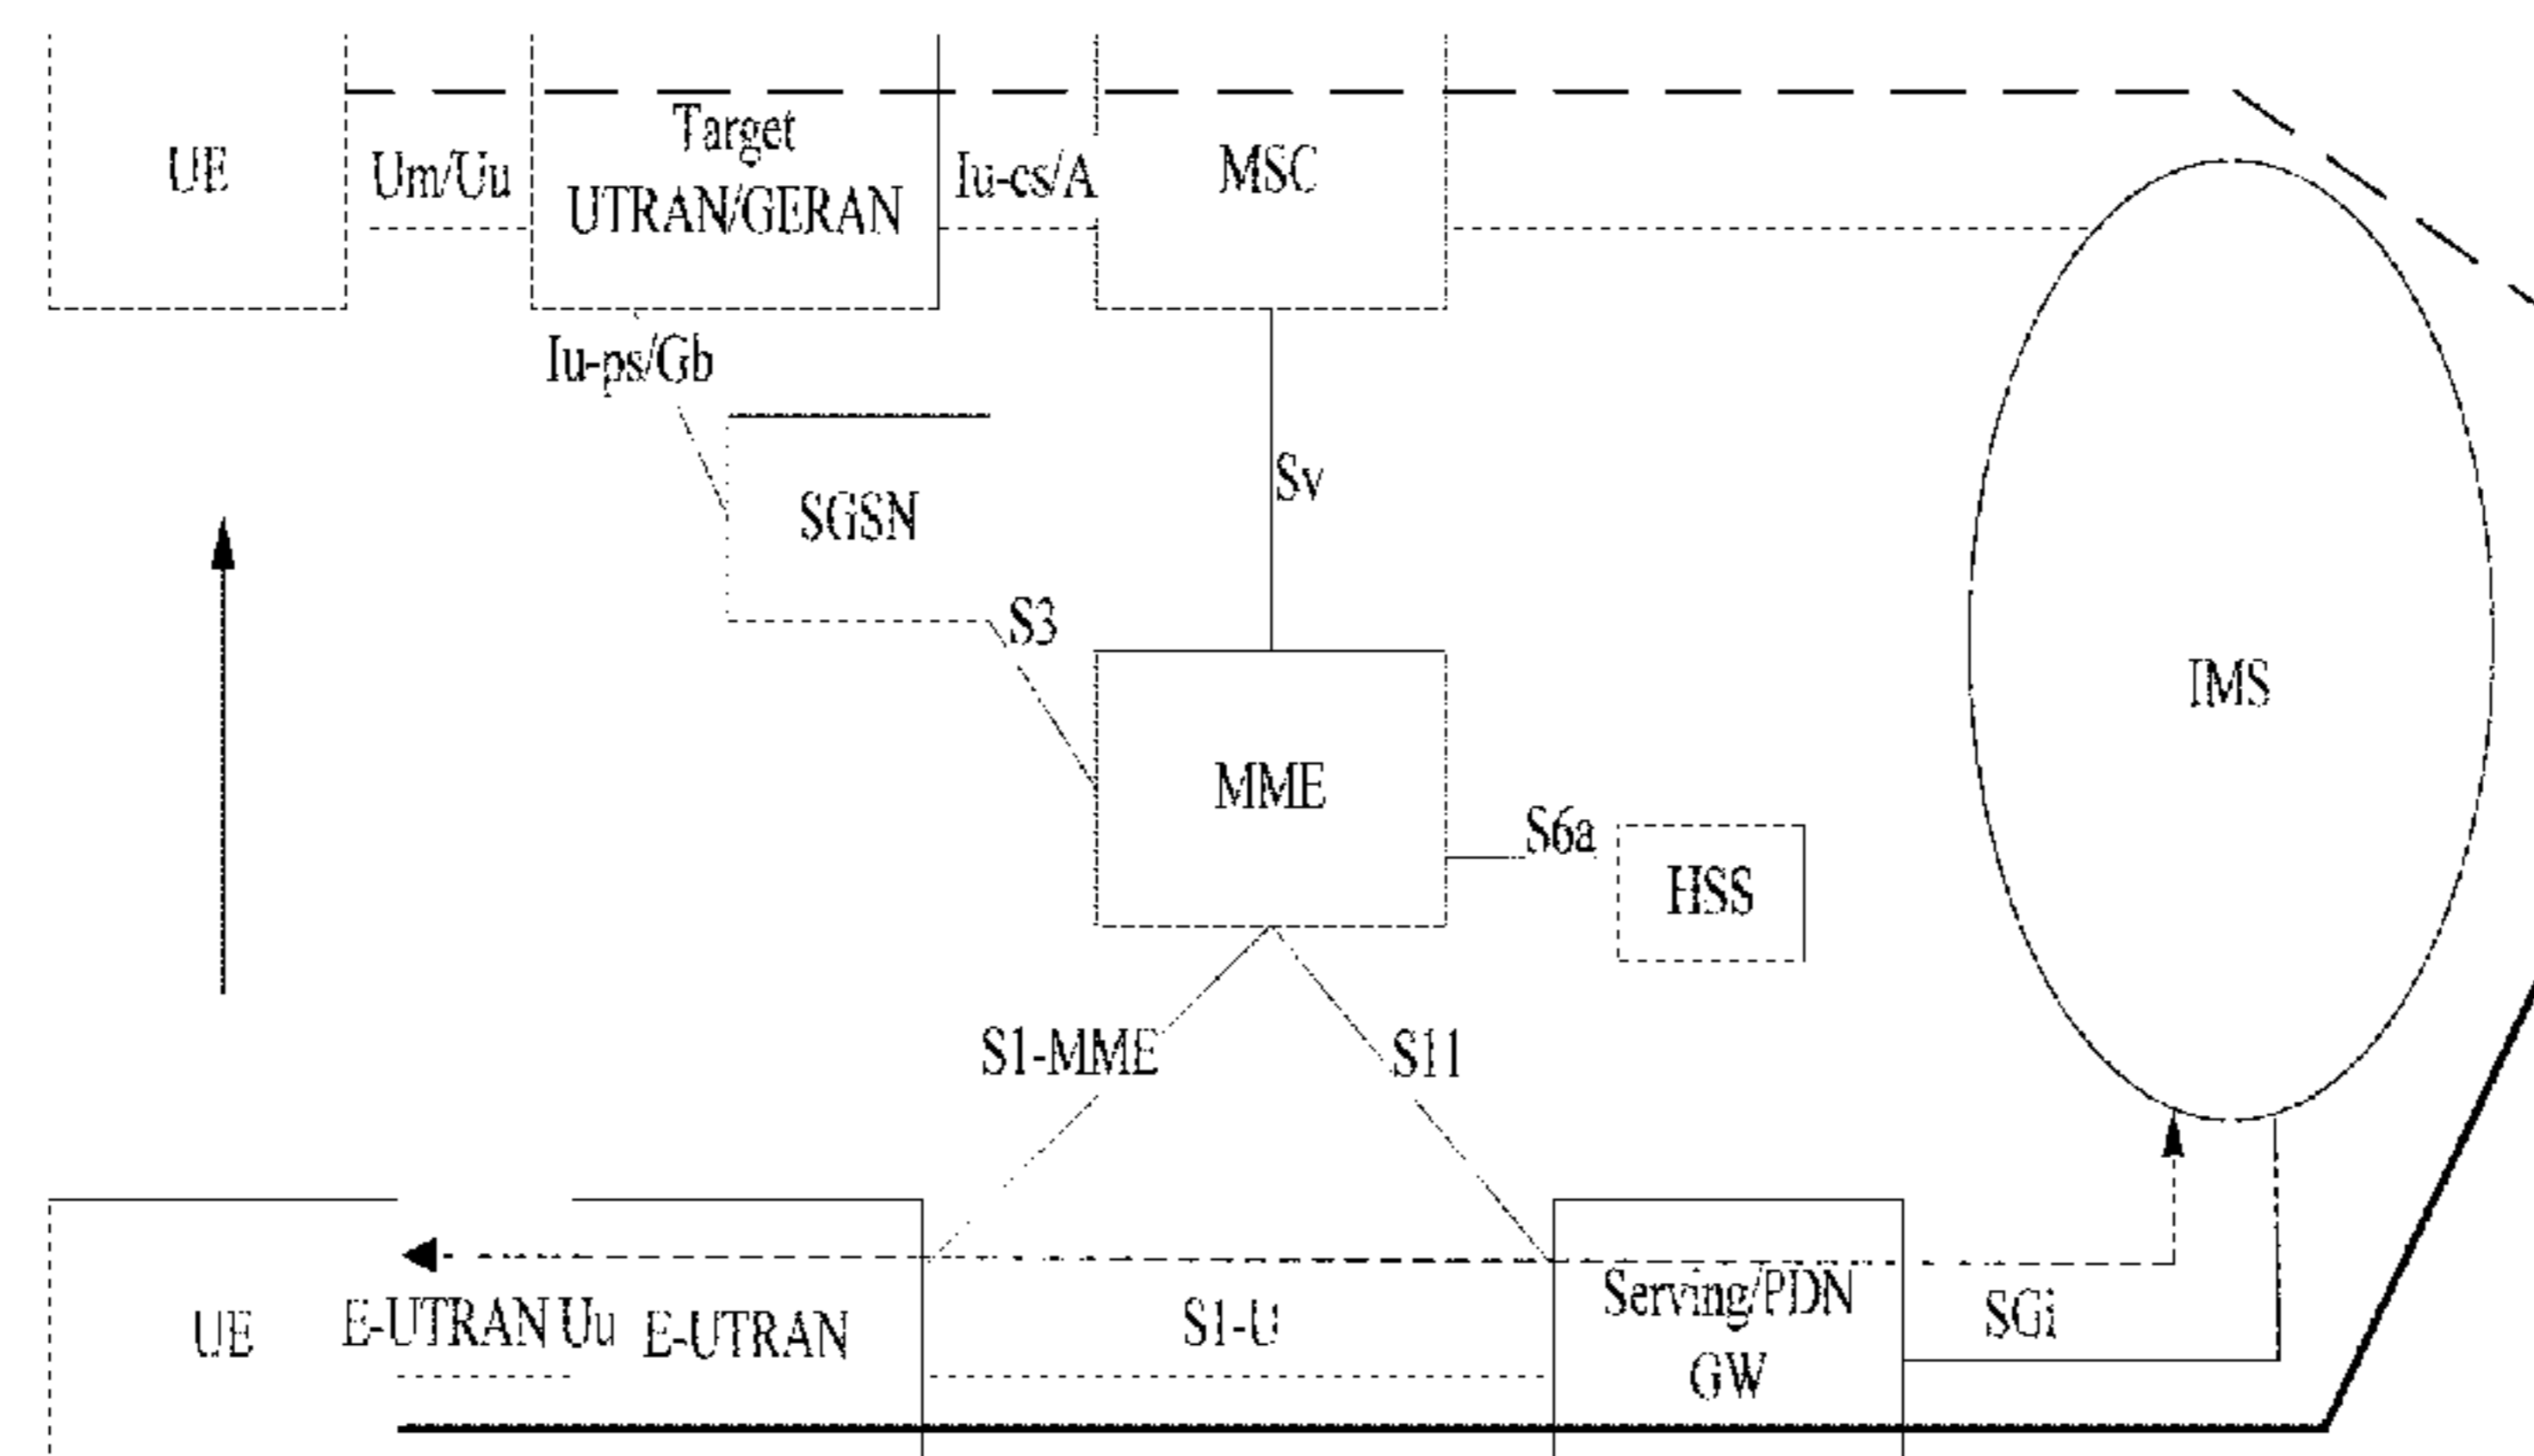 UE
Um/Uu
Target
UTRAN/GERAN
Iu-cs/A
MSC
Iu-ps/Gb
SGSN
Sv
S3
IMS
MME
S6a
HSS
S1-MME
S11
UE
E-UTRAN Uu
E-UTRAN
S1-U
Serving/PDN
GW
SGi